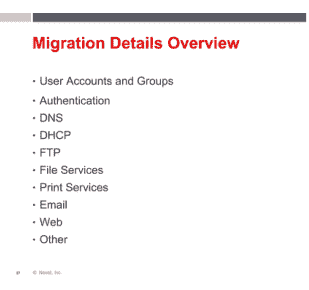 Migration Details Overview
• User Accounts and Groups
• Authentication
• DNS
• DHCP
• FTP
• File Services
• Print Services
• Email
• Web
• Other
© Novell, Inc.